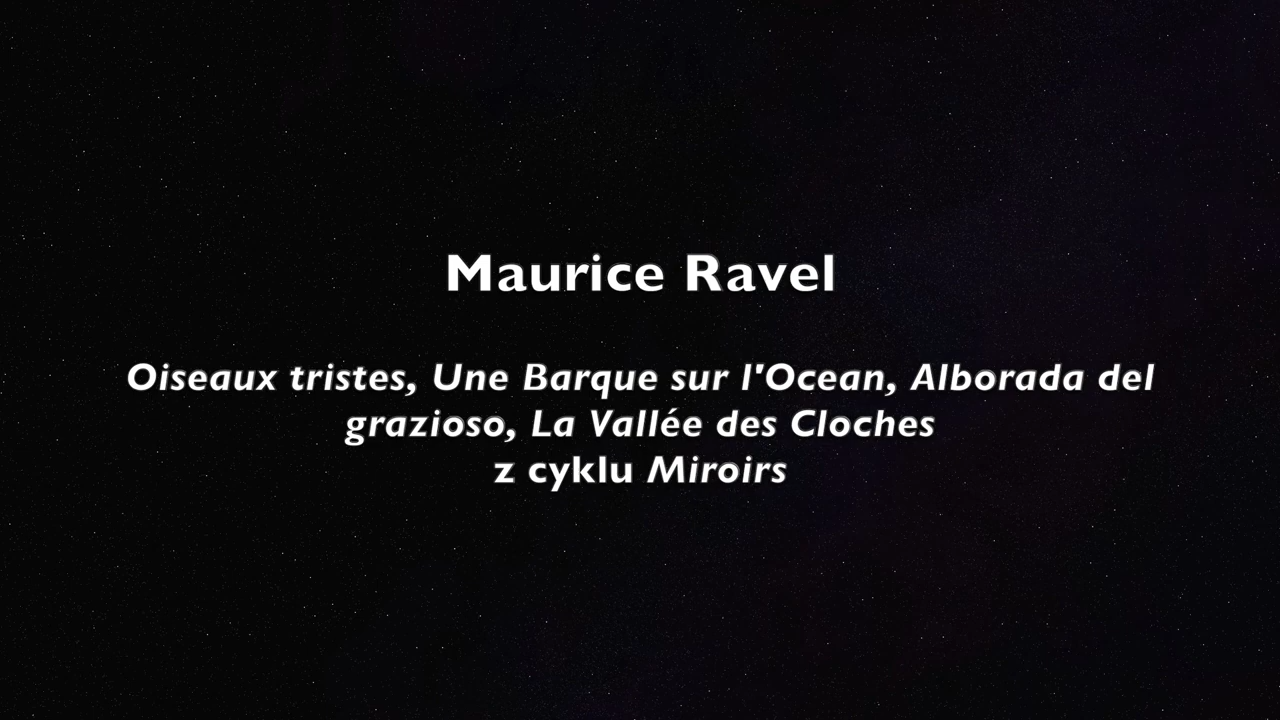 Maurice Ravel
Oiseaux tristes, Une Barque sur l'Ocean, Alborada del
grazioso, La Vallée des Cloches
z cyklu Miroirs